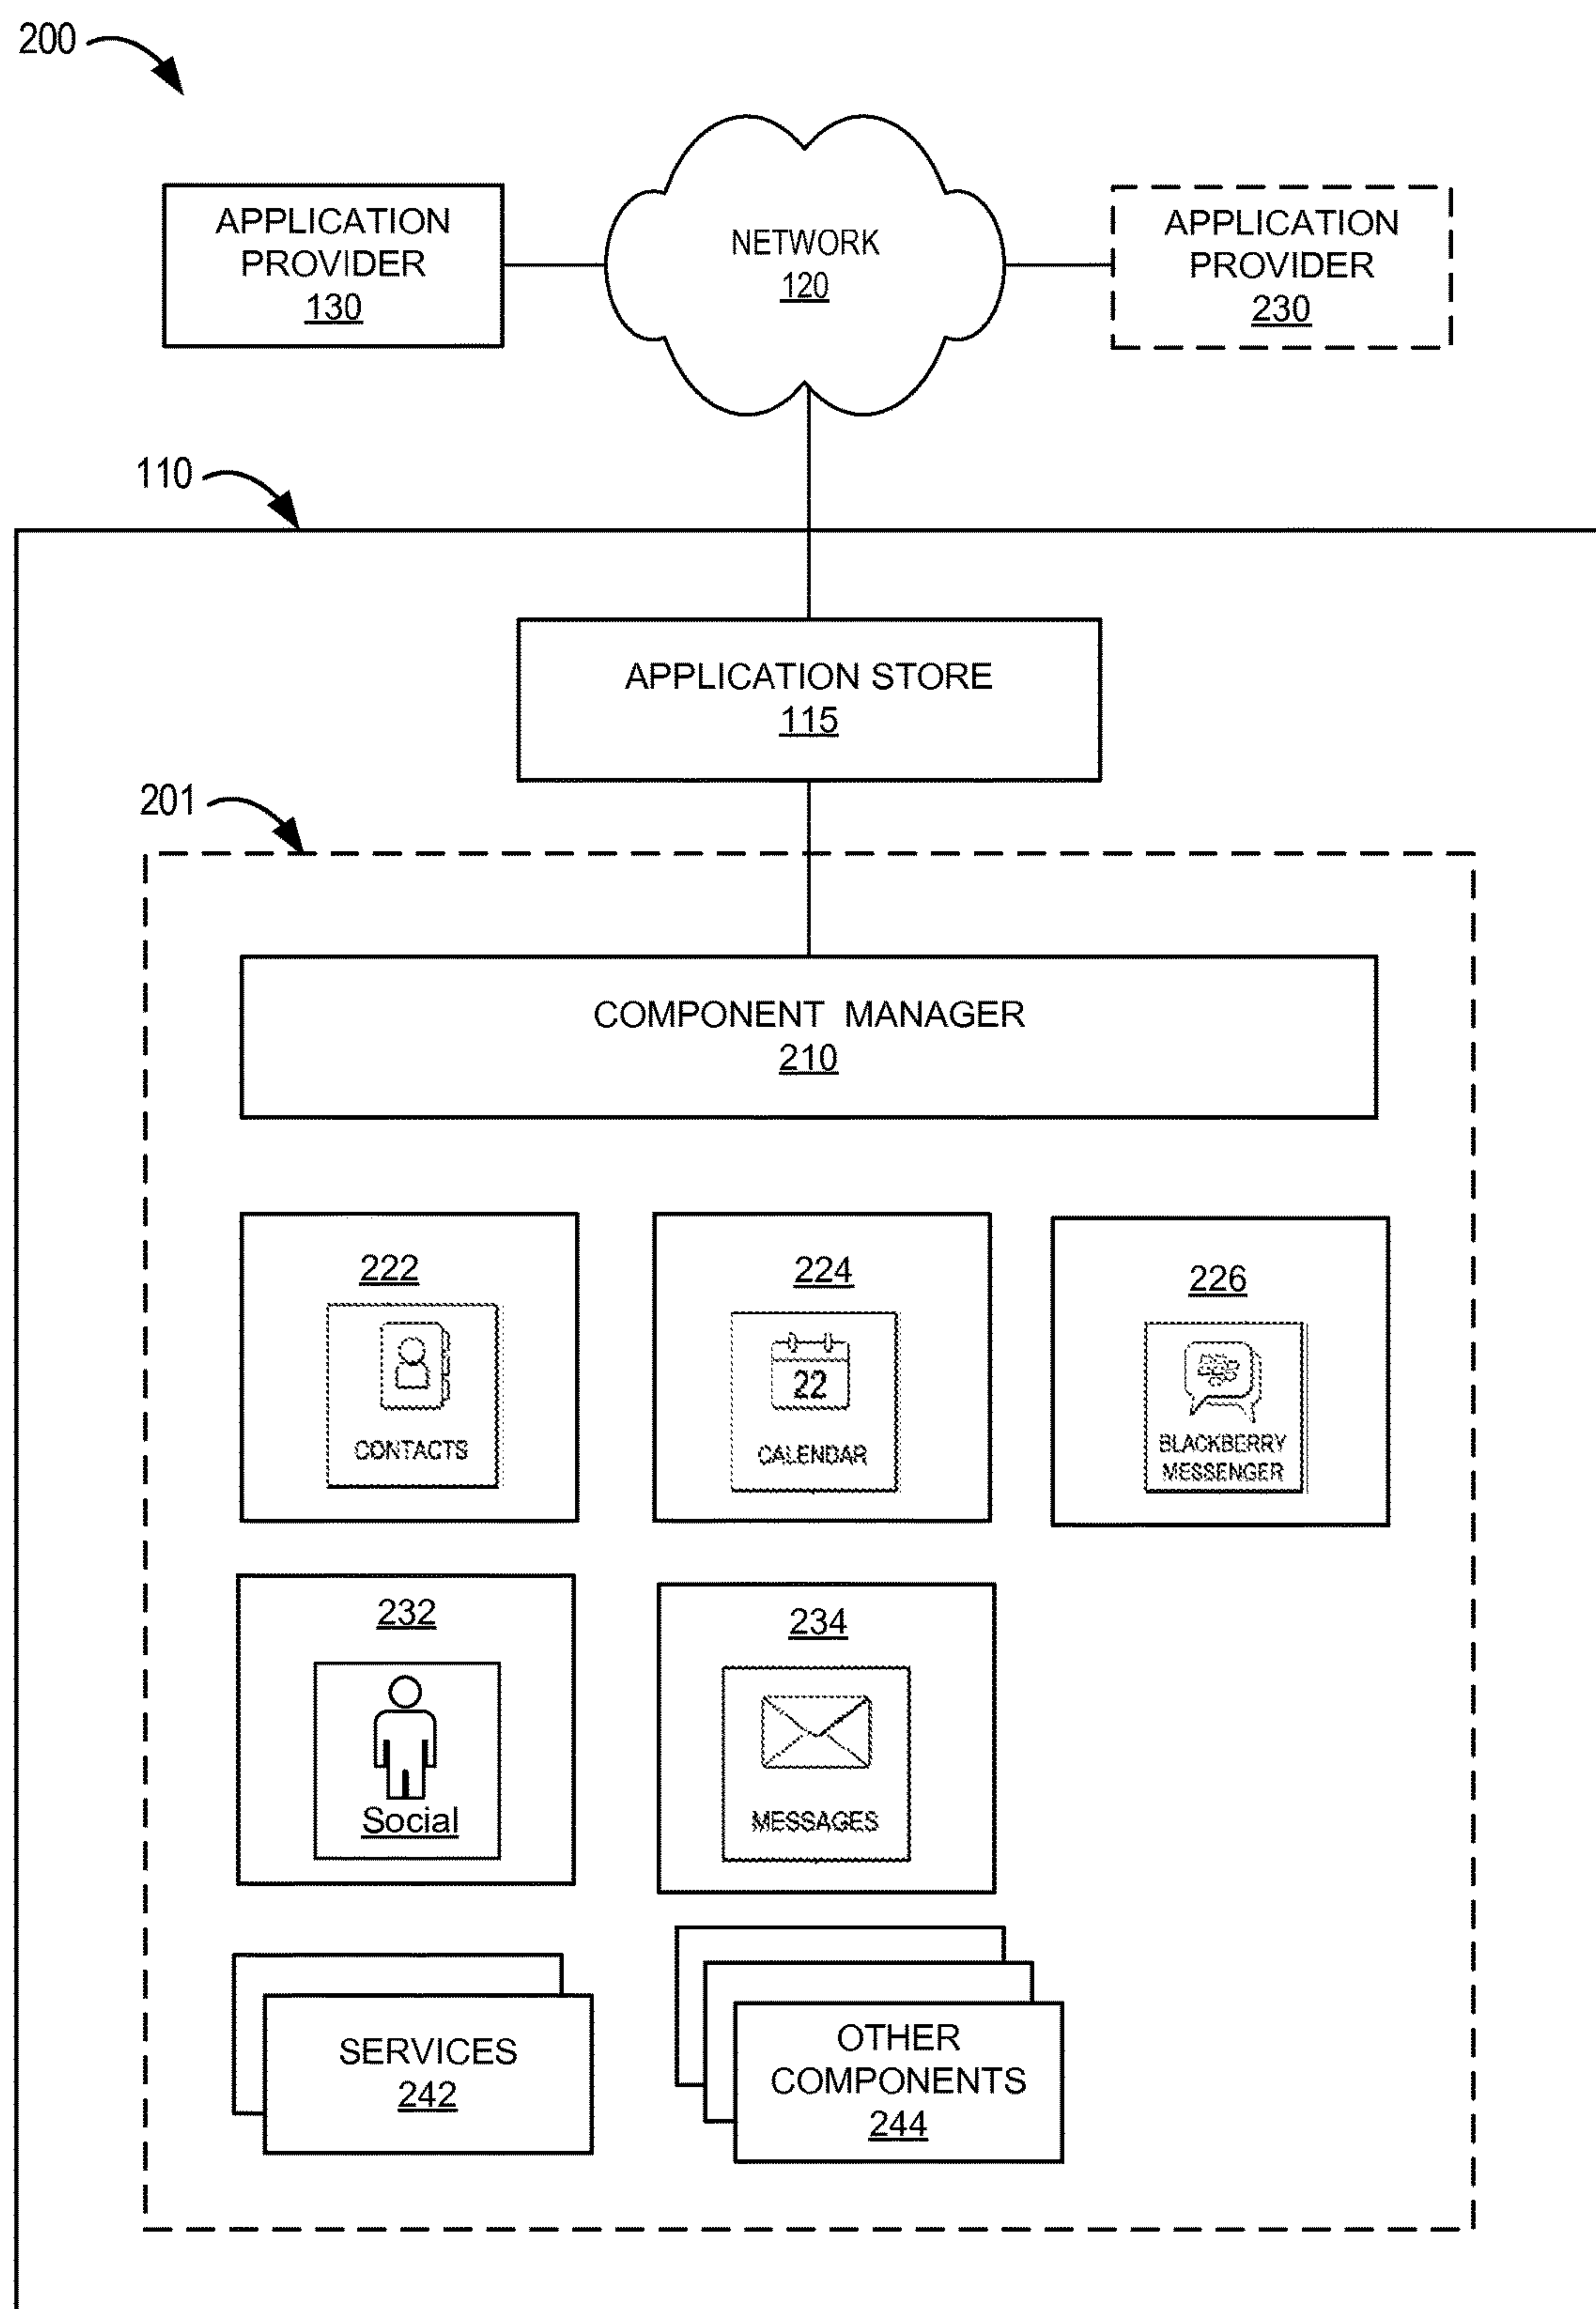 200
APPLICATION
PROVIDER
130
NETWORK
120
APPLICATION
PROVIDER
230
110
APPLICATION STORE
115
201
COMPONENT MANAGER
210
222
CONTACTS
224
22
CALENDAR
226
BLACKBERRY
MESSENGER
232
Social
234
MESSAGES
SERVICES
242
OTHER
COMPONENTS
244